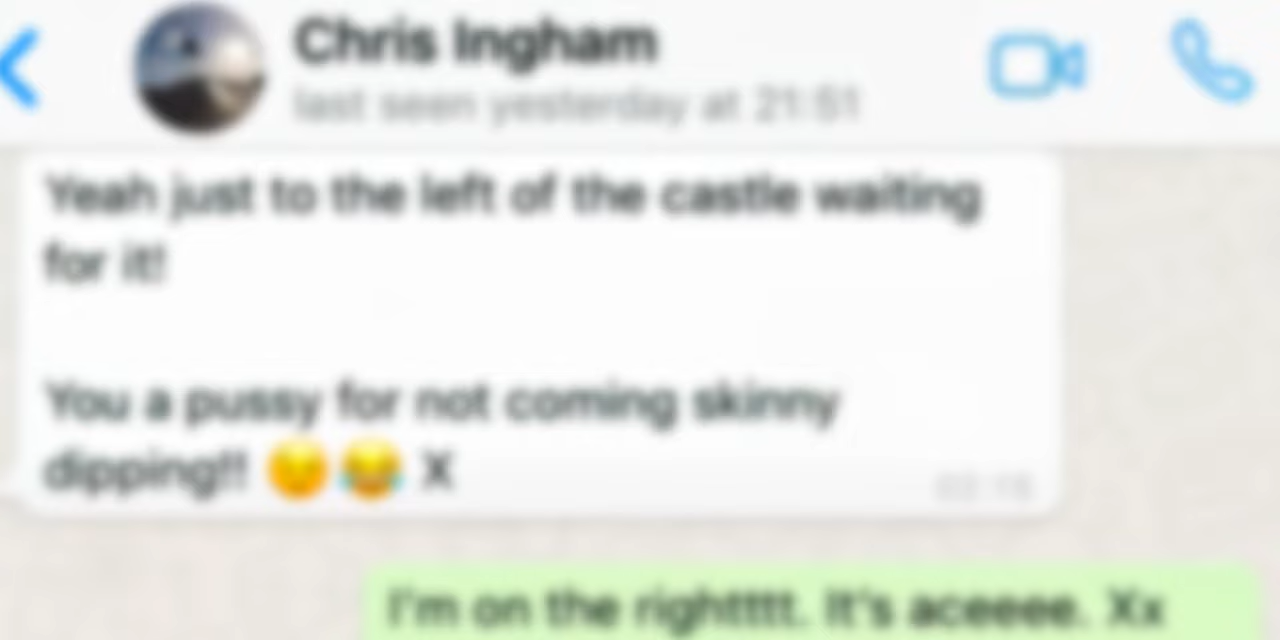 Chris Ingham
last seen yesterday at 21:51
Yeah just to the left of the castle waiting
for it!
You a pussy for not coming skinny
dipping!! 😏😂 X
I'm on the rightttt. It's aceeee. Xx